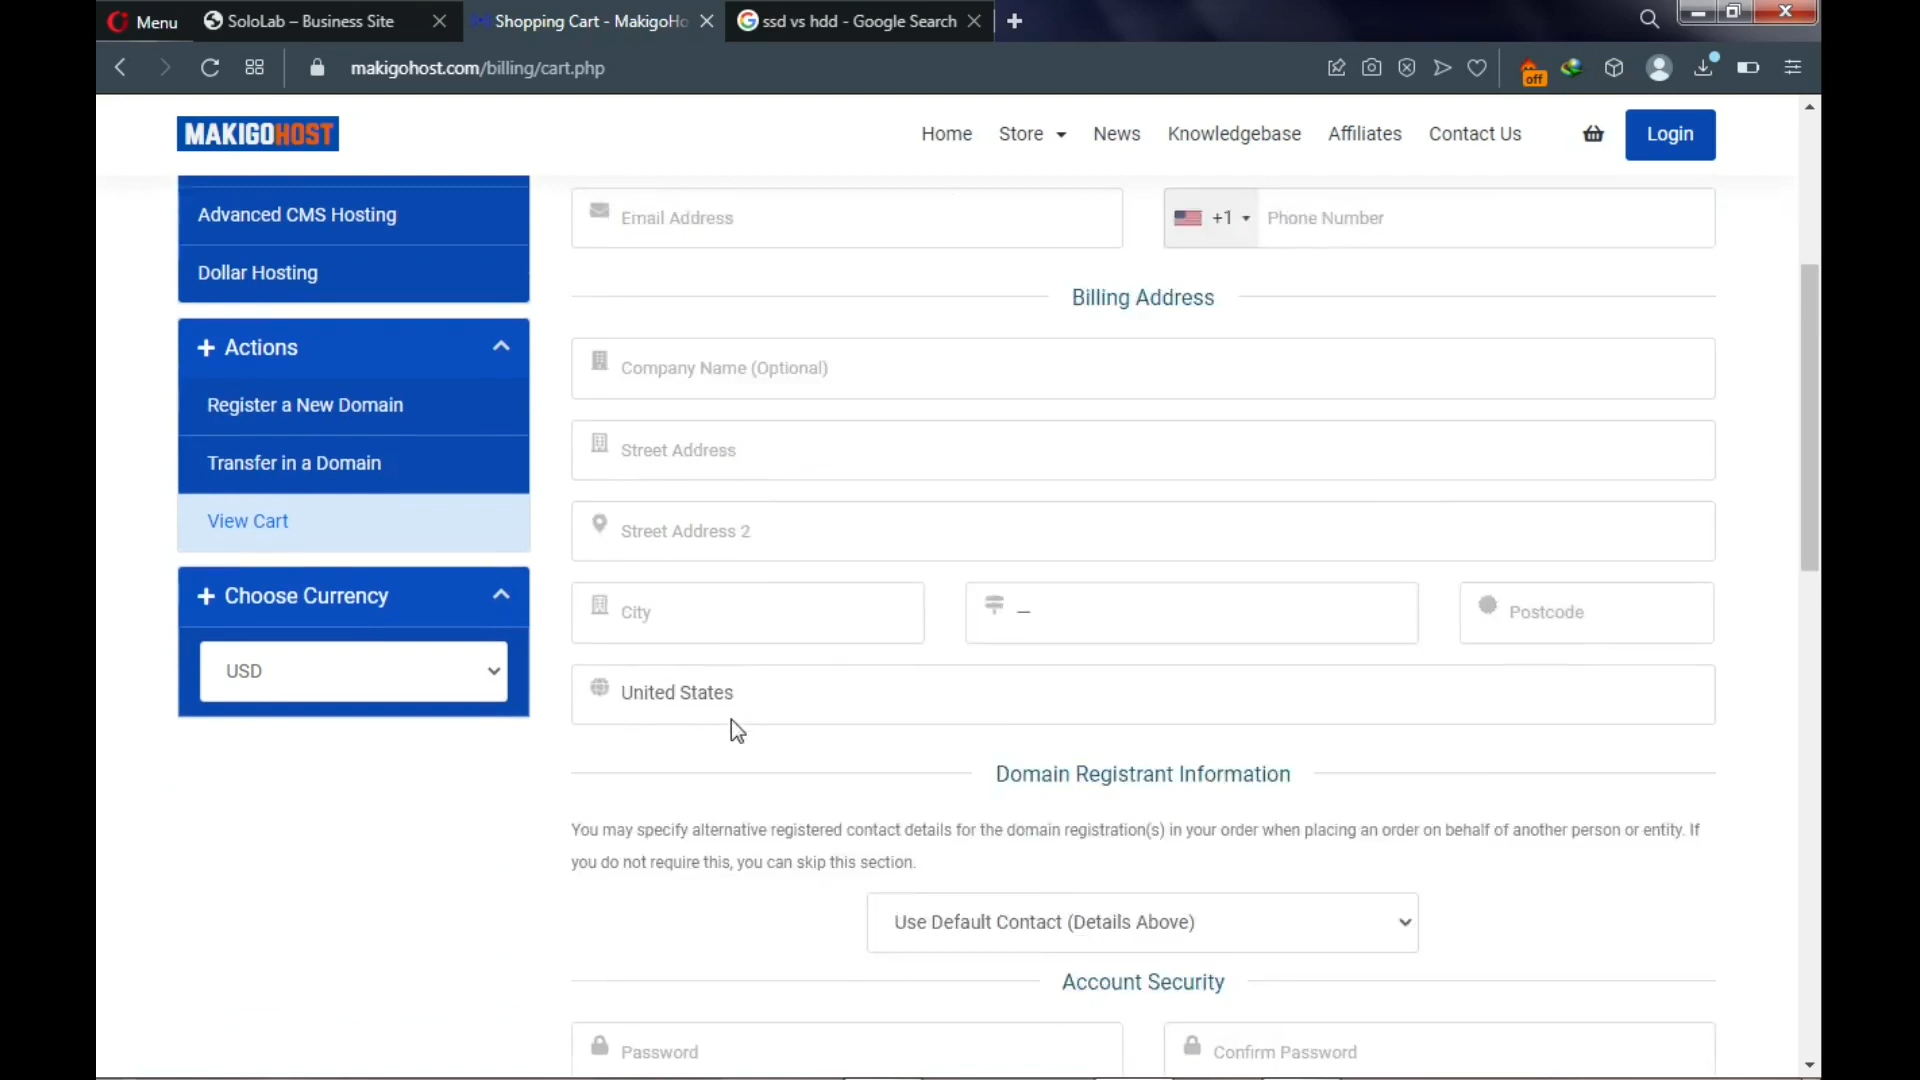 Menu
SoloLab – Business Site
Shopping Cart - MakigoHo
ssd vs hdd - Google Search
makigohost.com/billing/cart.php
off
MAKIGOHOST
Home
Store
News
Knowledgebase
Affiliates
Contact Us
Login
Advanced CMS Hosting
Dollar Hosting
Actions
Register a New Domain
Transfer in a Domain
View Cart
Choose Currency
USD
Email Address
+1
Phone Number
Billing Address
Company Name (Optional)
Street Address
Street Address 2
City
—
Postcode
United States
Domain Registrant Information
You may specify alternative registered contact details for the domain registration(s) in your order when placing an order on behalf of another person or entity. If
you do not require this, you can skip this section.
Use Default Contact (Details Above)
Account Security
Password
Confirm Password